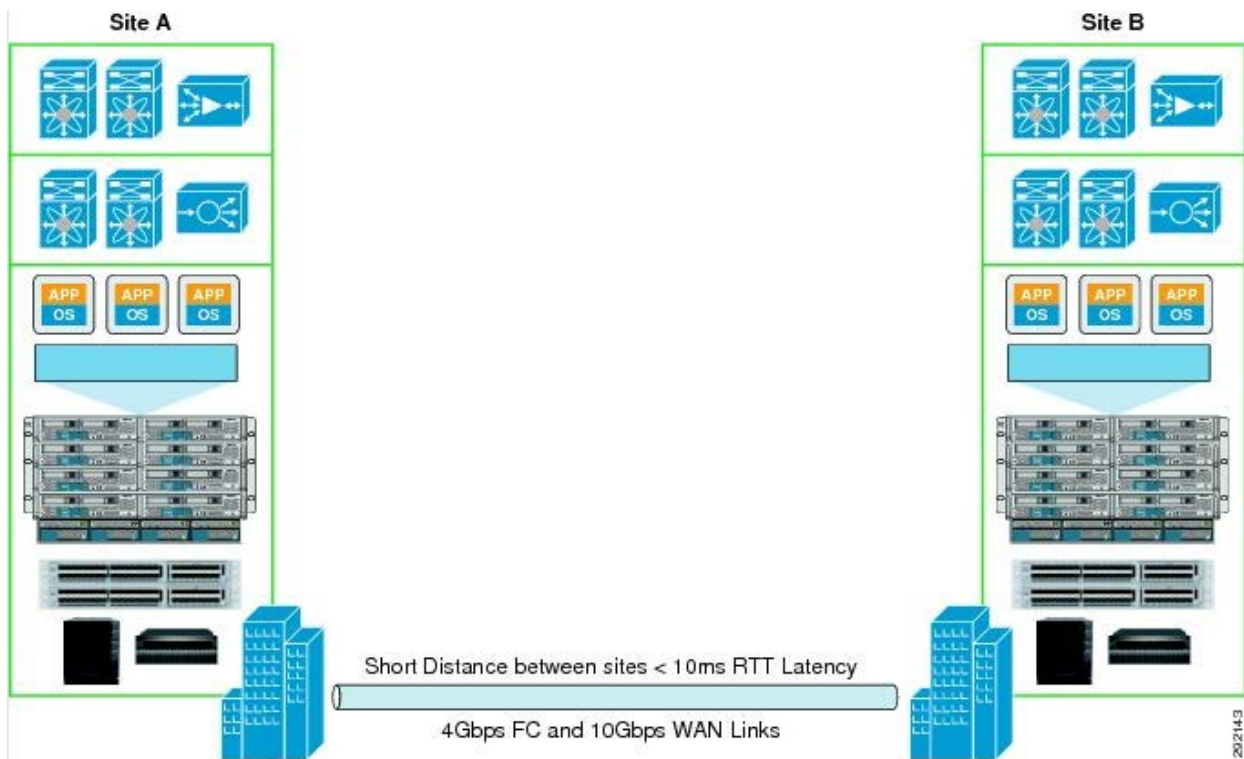 Site A
Site B
APP APP APP
OS OS OS
APP APP APP
OS OS OS
Short Distance between sites < 10ms RTT Latency
4Gbps FC and 10Gbps WAN Links
292143